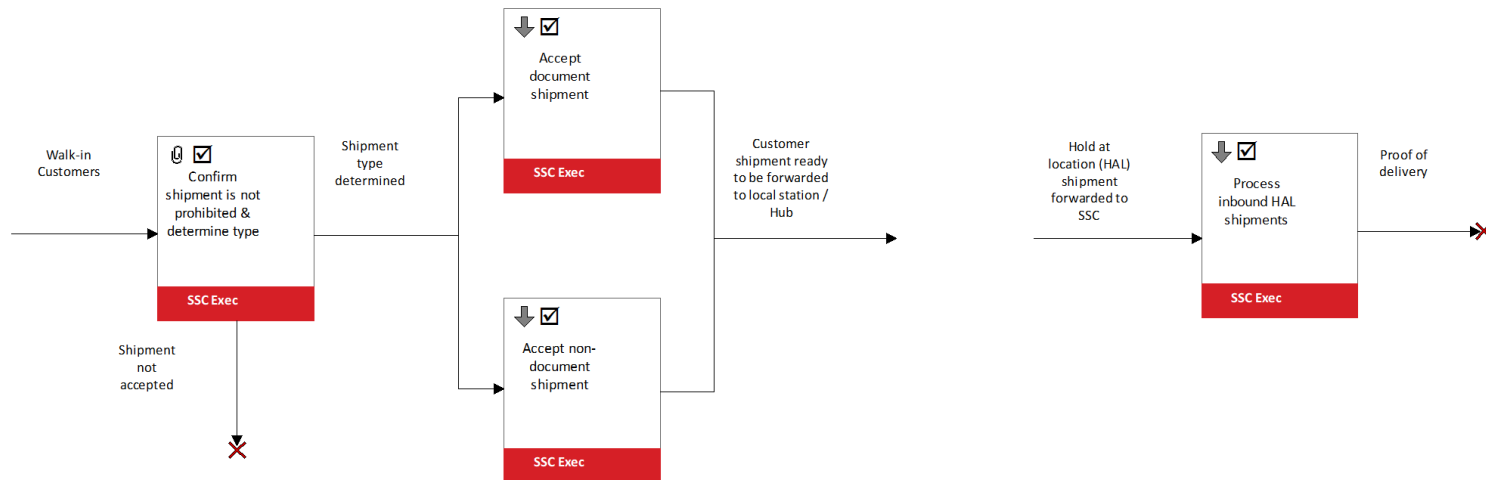 Walk-in
Customers
Confirm
shipment is not
prohibited &
determine type
SSC Exec
Shipment
not
accepted
Shipment
type
determined
Accept
document
shipment
SSC Exec
Accept non-
document
shipment
SSC Exec
Customer
shipment ready
to be forwarded
to local station /
Hub
Hold at
location (HAL)
shipment
forwarded to
SSC
Process
inbound HAL
shipments
SSC Exec
Proof of
delivery